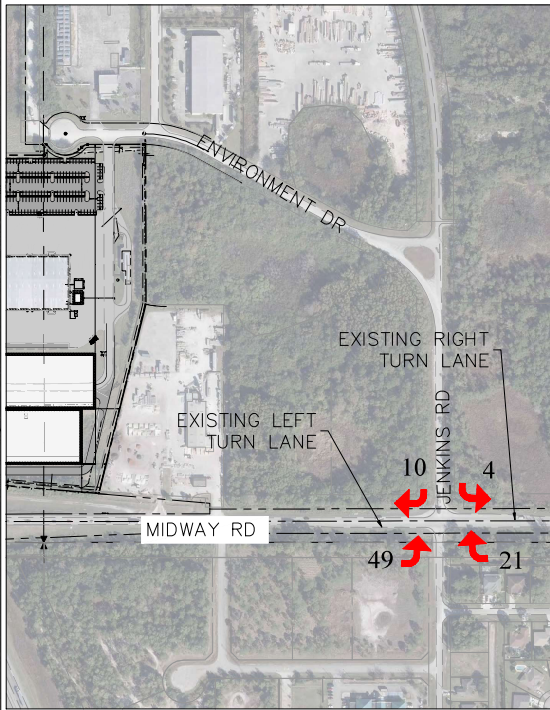 ENVIRONMENT DR
EXISTING RIGHT
TURN LANE
JENKINS RD
EXISTING LEFT
TURN LANE
10
4
MIDWAY RD
49
21